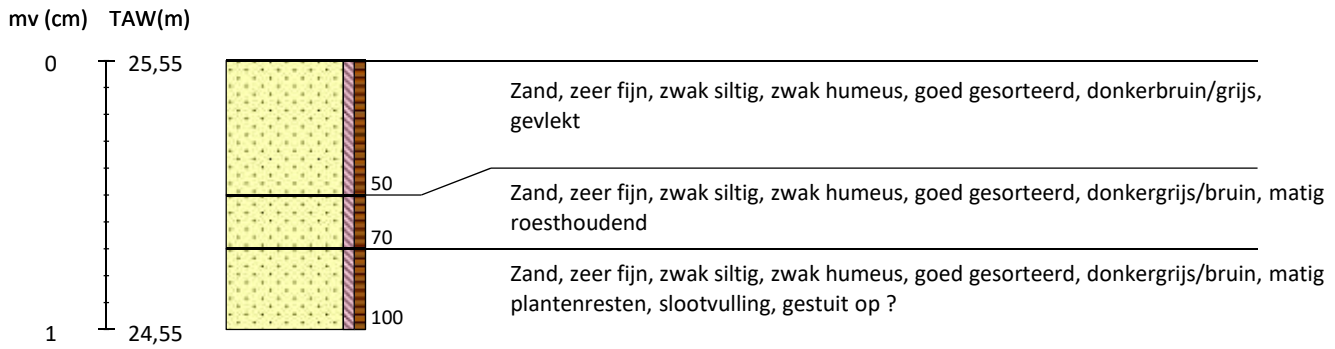 mv (cm) TAW(m)
0 25,55
Zand, zeer fijn, zwak siltig, zwak humeus, goed gesorteerd, donkerbruin/grijs,
gevlekt
50
Zand, zeer fijn, zwak siltig, zwak humeus, goed gesorteerd, donkergrijs/bruin, matig
roesthoudend
70
Zand, zeer fijn, zwak siltig, zwak humeus, goed gesorteerd, donkergrijs/bruin, matig
plantenresten, slootvulling, gestuit op ?
100
1 24,55